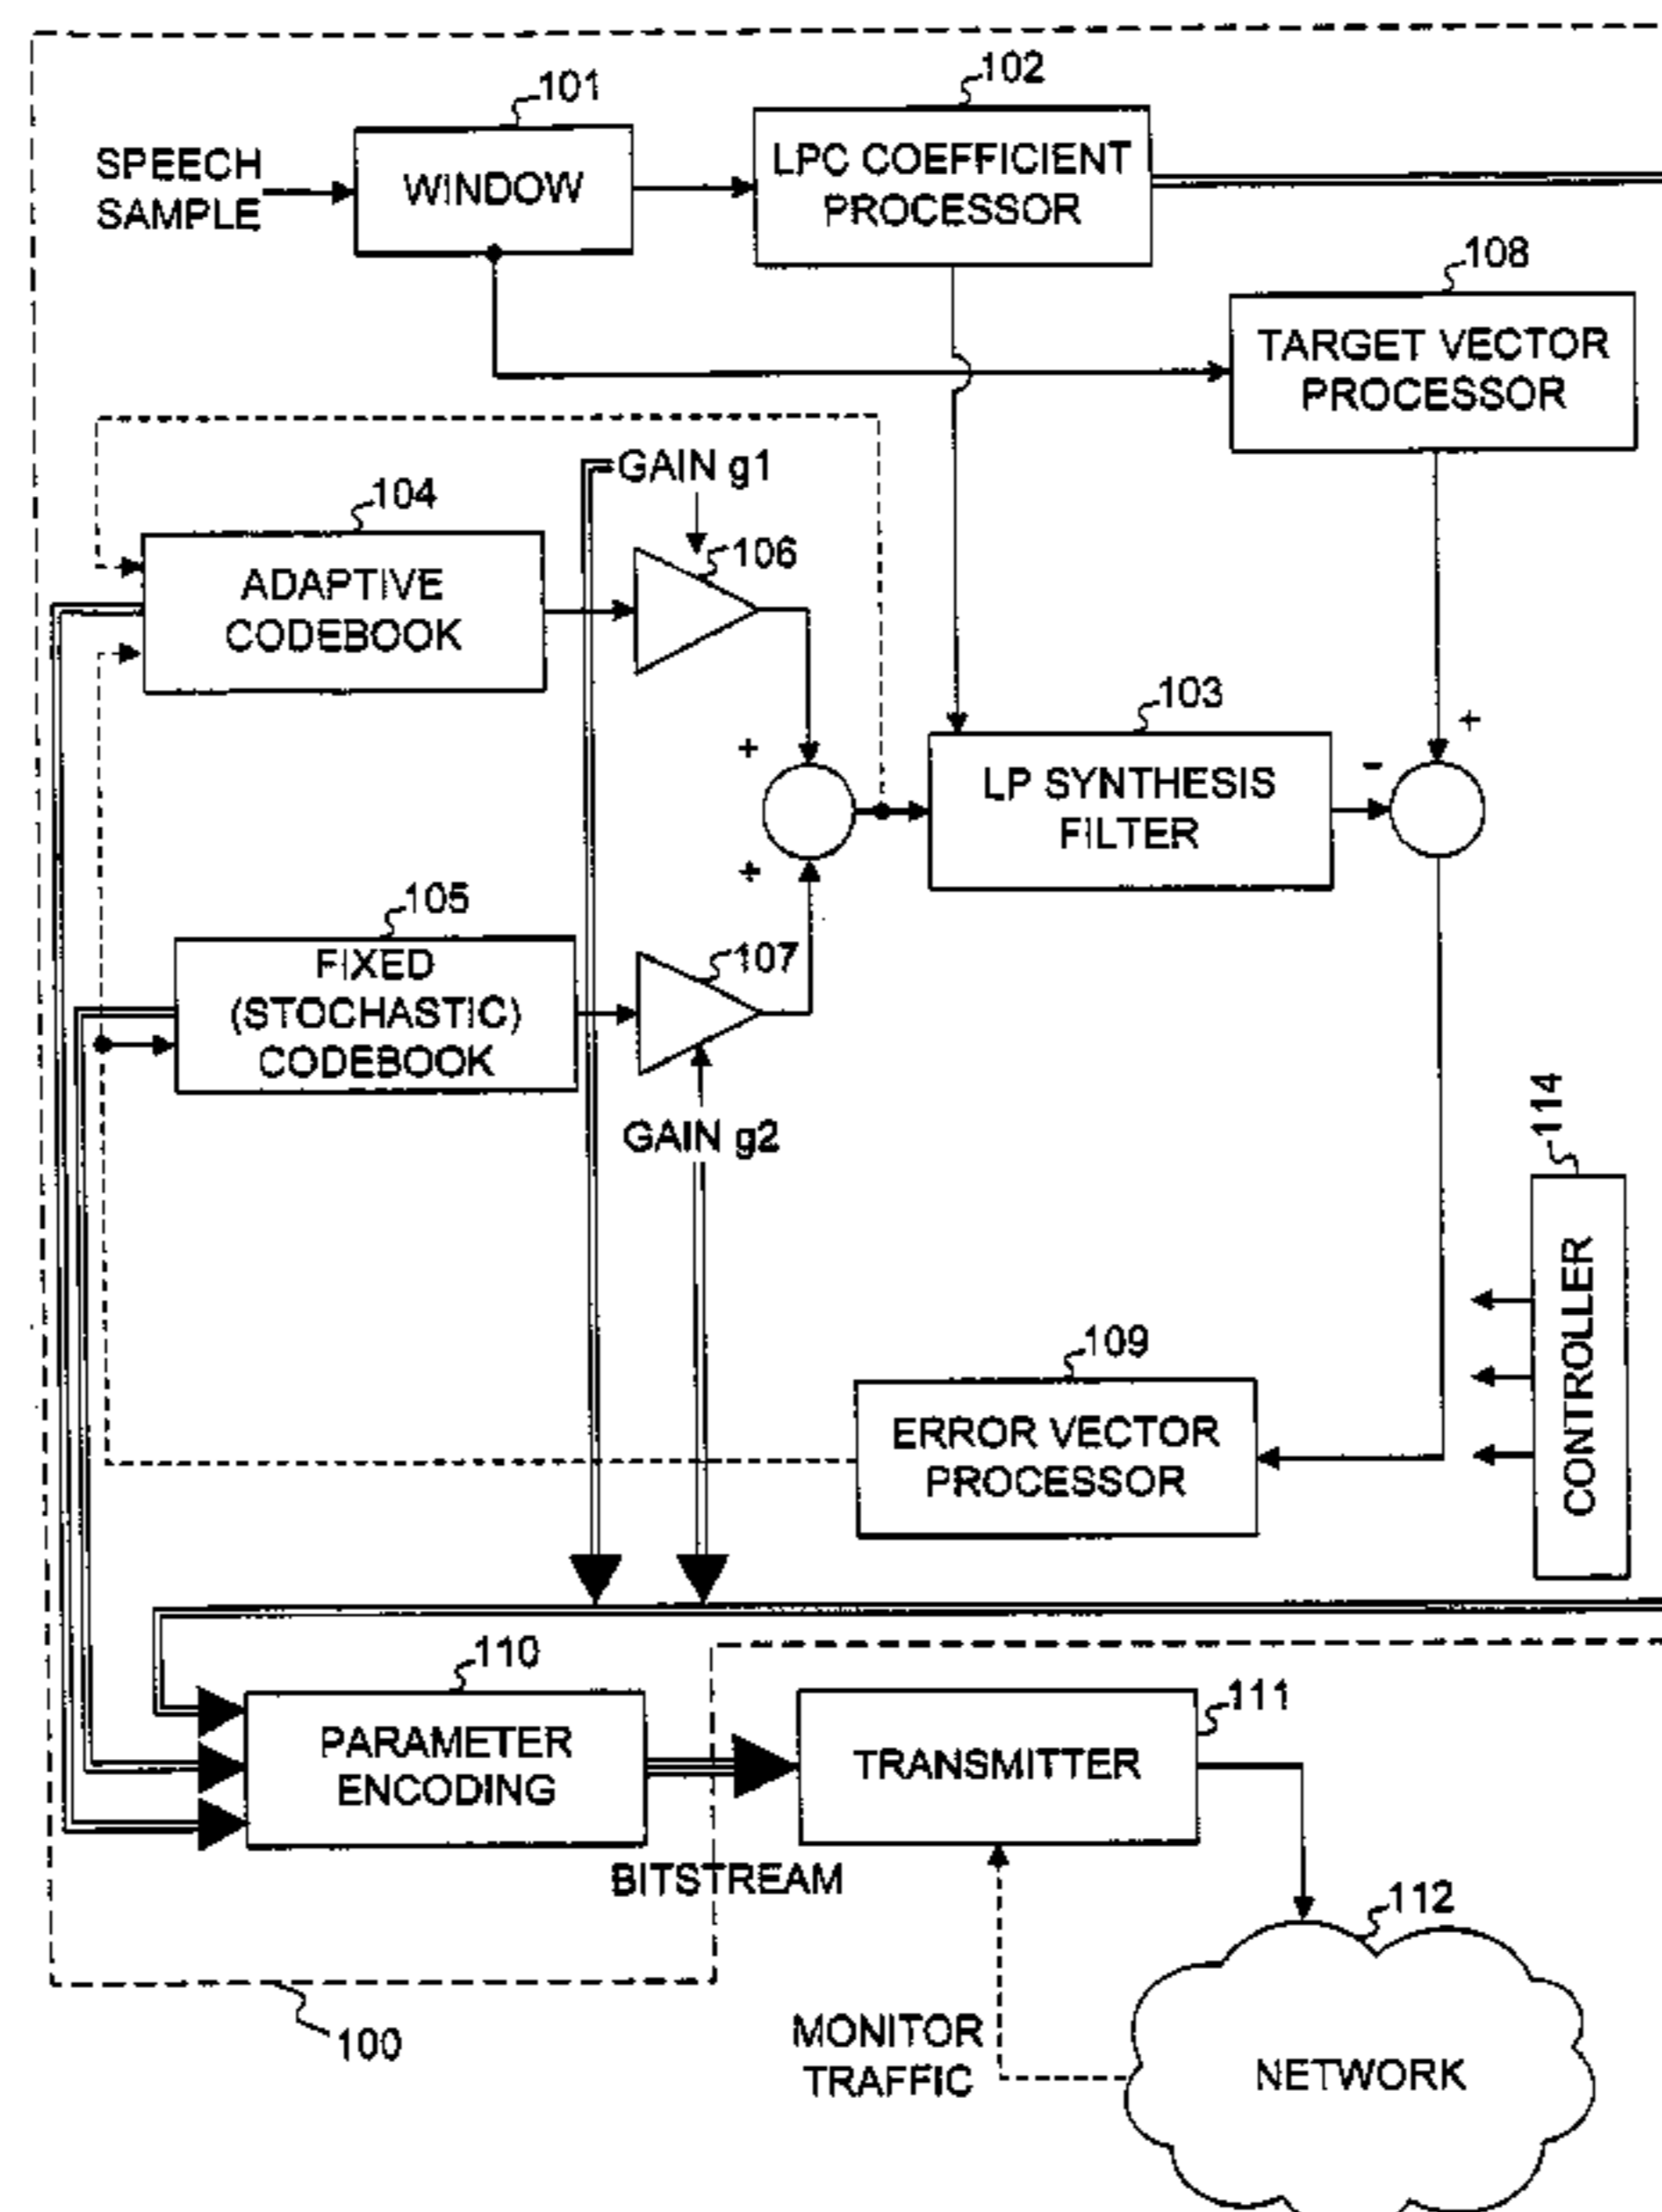 101
102
SPEECH
SAMPLE
WINDOW
LPC COEFFICIENT
PROCESSOR
108
TARGET VECTOR
PROCESSOR
GAIN g1
104
106
ADAPTIVE
CODEBOOK
103
+
+
-
LP SYNTHESIS
FILTER
+
105
107
FIXED
(STOCHASTIC)
CODEBOOK
GAIN g2
114
CONTROLLER
109
ERROR VECTOR
PROCESSOR
110
111
PARAMETER
ENCODING
TRANSMITTER
BITSTREAM
112
100
MONITOR
TRAFFIC
NETWORK